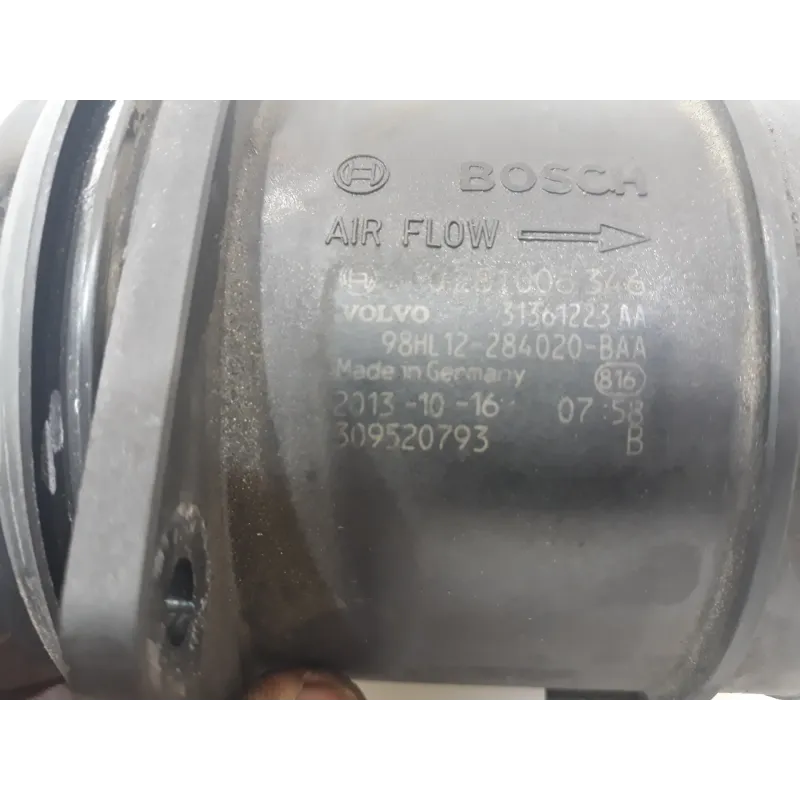 BOSCH
AIR FLOW
346
VOLVO 31361223 AA
98HL12-284020-BAA
Made in Germany 816
2013-10-16 07:58
309520793 B